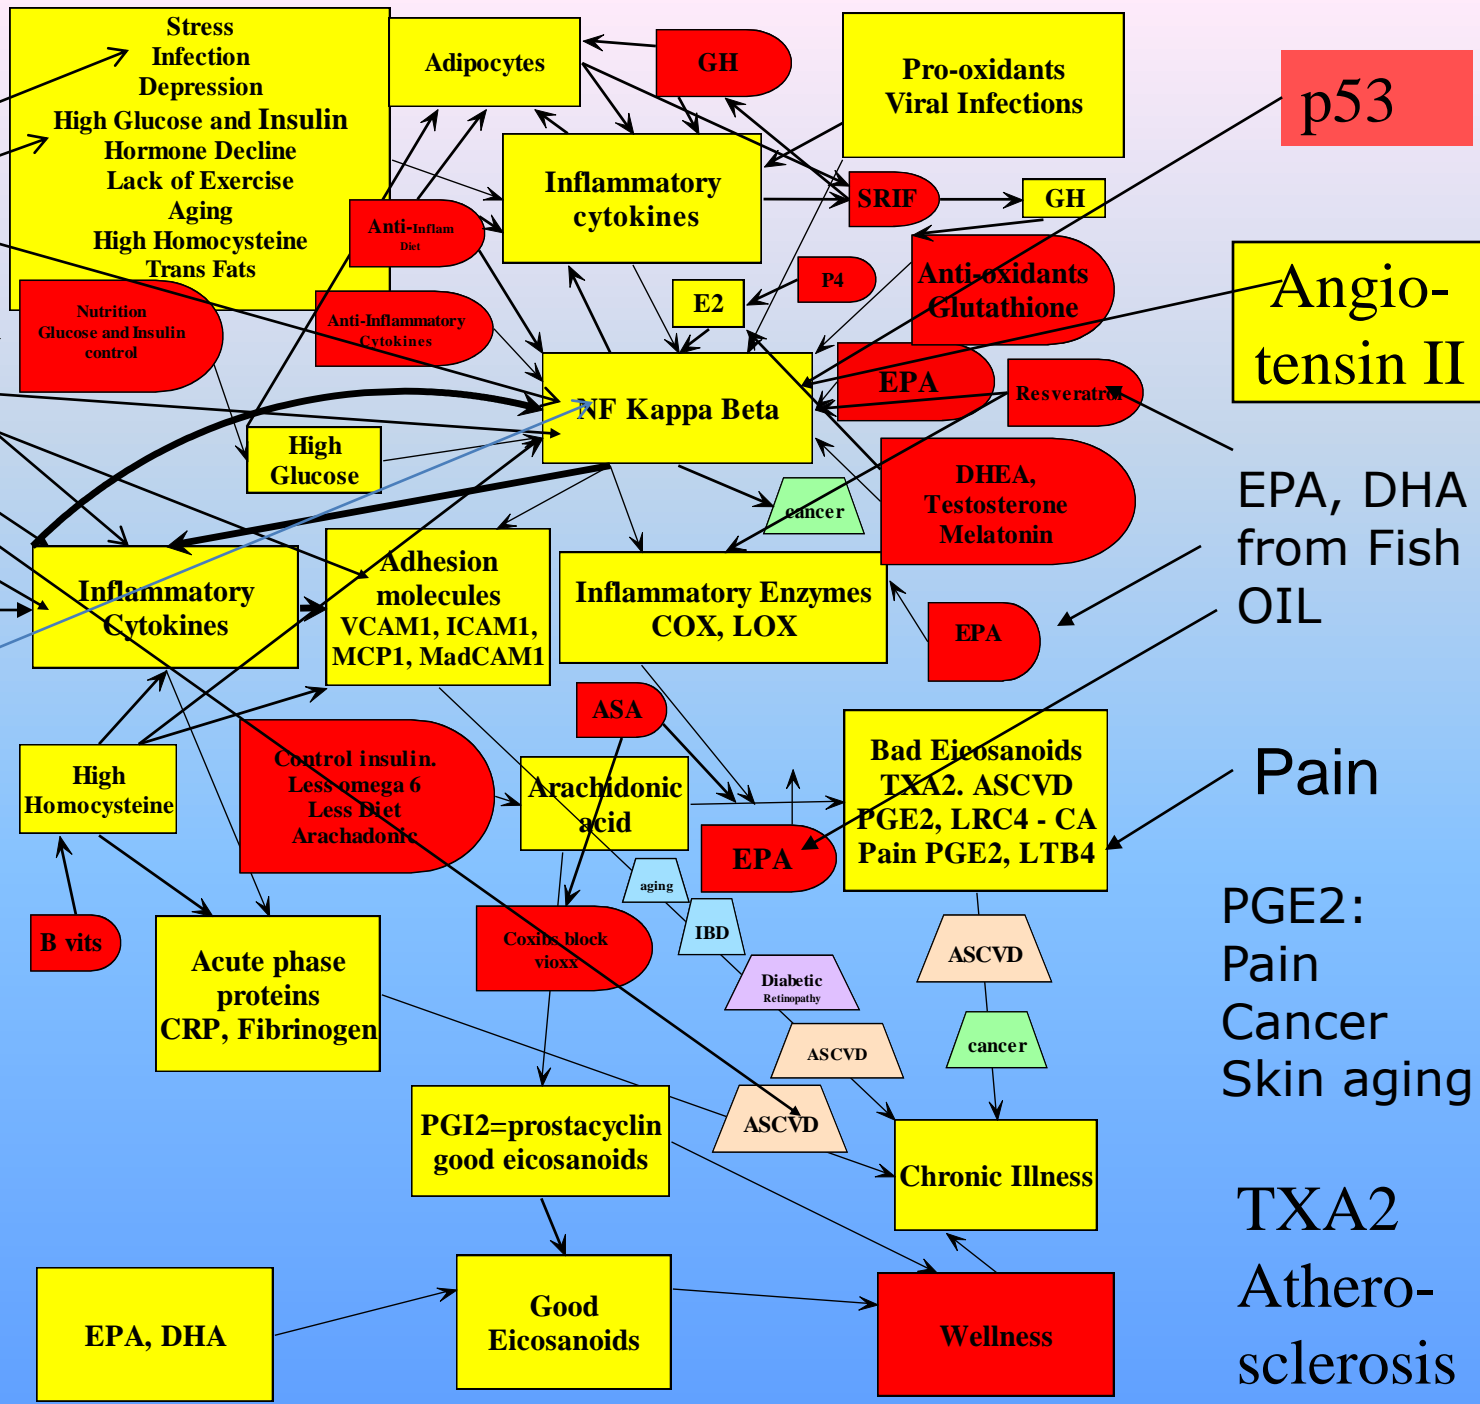 Stress
Infection
Depression
High Glucose and Insulin
Hormone Decline
Lack of Exercise
Aging
High Homocysteine
Trans Fats
Adipocytes
GH
Pro-oxidants
Viral Infections
p53
Inflammatory
cytokines
SRIF
GH
Anti-Inflam
Diet
Nutrition
Glucose and Insulin
control
Anti-Inflammatory
Cytokines
E2
P4
Anti-oxidants
Glutathione
Angio-
tensin II
NF Kappa Beta
EPA
Resveratrol
High
Glucose
cancer
DHEA,
Testosterone
Melatonin
EPA, DHA
from Fish
OIL
Inflammatory
Cytokines
Adhesion
molecules
VCAM1, ICAM1,
MCP1, MadCAM1
Inflammatory Enzymes
COX, LOX
EPA
ASA
High
Homocysteine
Control insulin.
Less omega 6
Less Diet
Arachadonic
Arachidonic
acid
Bad Eicosanoids
TXA2. ASCVD
PGE2, LRC4 - CA
Pain PGE2, LTB4
Pain
EPA
aging
IBD
B vits
Acute phase
proteins
CRP, Fibrinogen
Coxibs block
vioxx
Diabetic
Retinopathy
ASCVD
ASCVD
ASCVD
cancer
PGE2:
Pain
Cancer
Skin aging
PGI2=prostacyclin
good eicosanoids
Chronic Illness
TXA2
Athero-
sclerosis
EPA, DHA
Good
Eicosanoids
Wellness